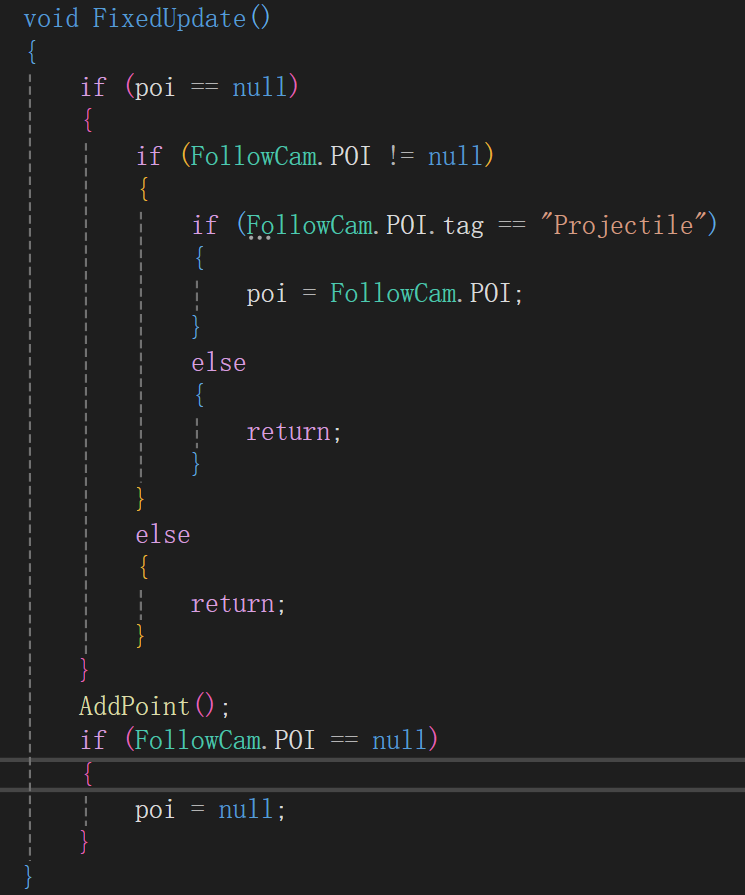 void FixedUpdate()
{
    if (poi == null)
    {
        if (FollowCam.POI != null)
        {
            if (FollowCam.POI.tag == "Projectile")
            {
                poi = FollowCam.POI;
            }
            else
            {
                return;
            }
        }
        else
        {
            return;
        }
    }
    AddPoint();
    if (FollowCam.POI == null)
    {
        poi = null;
    }
}